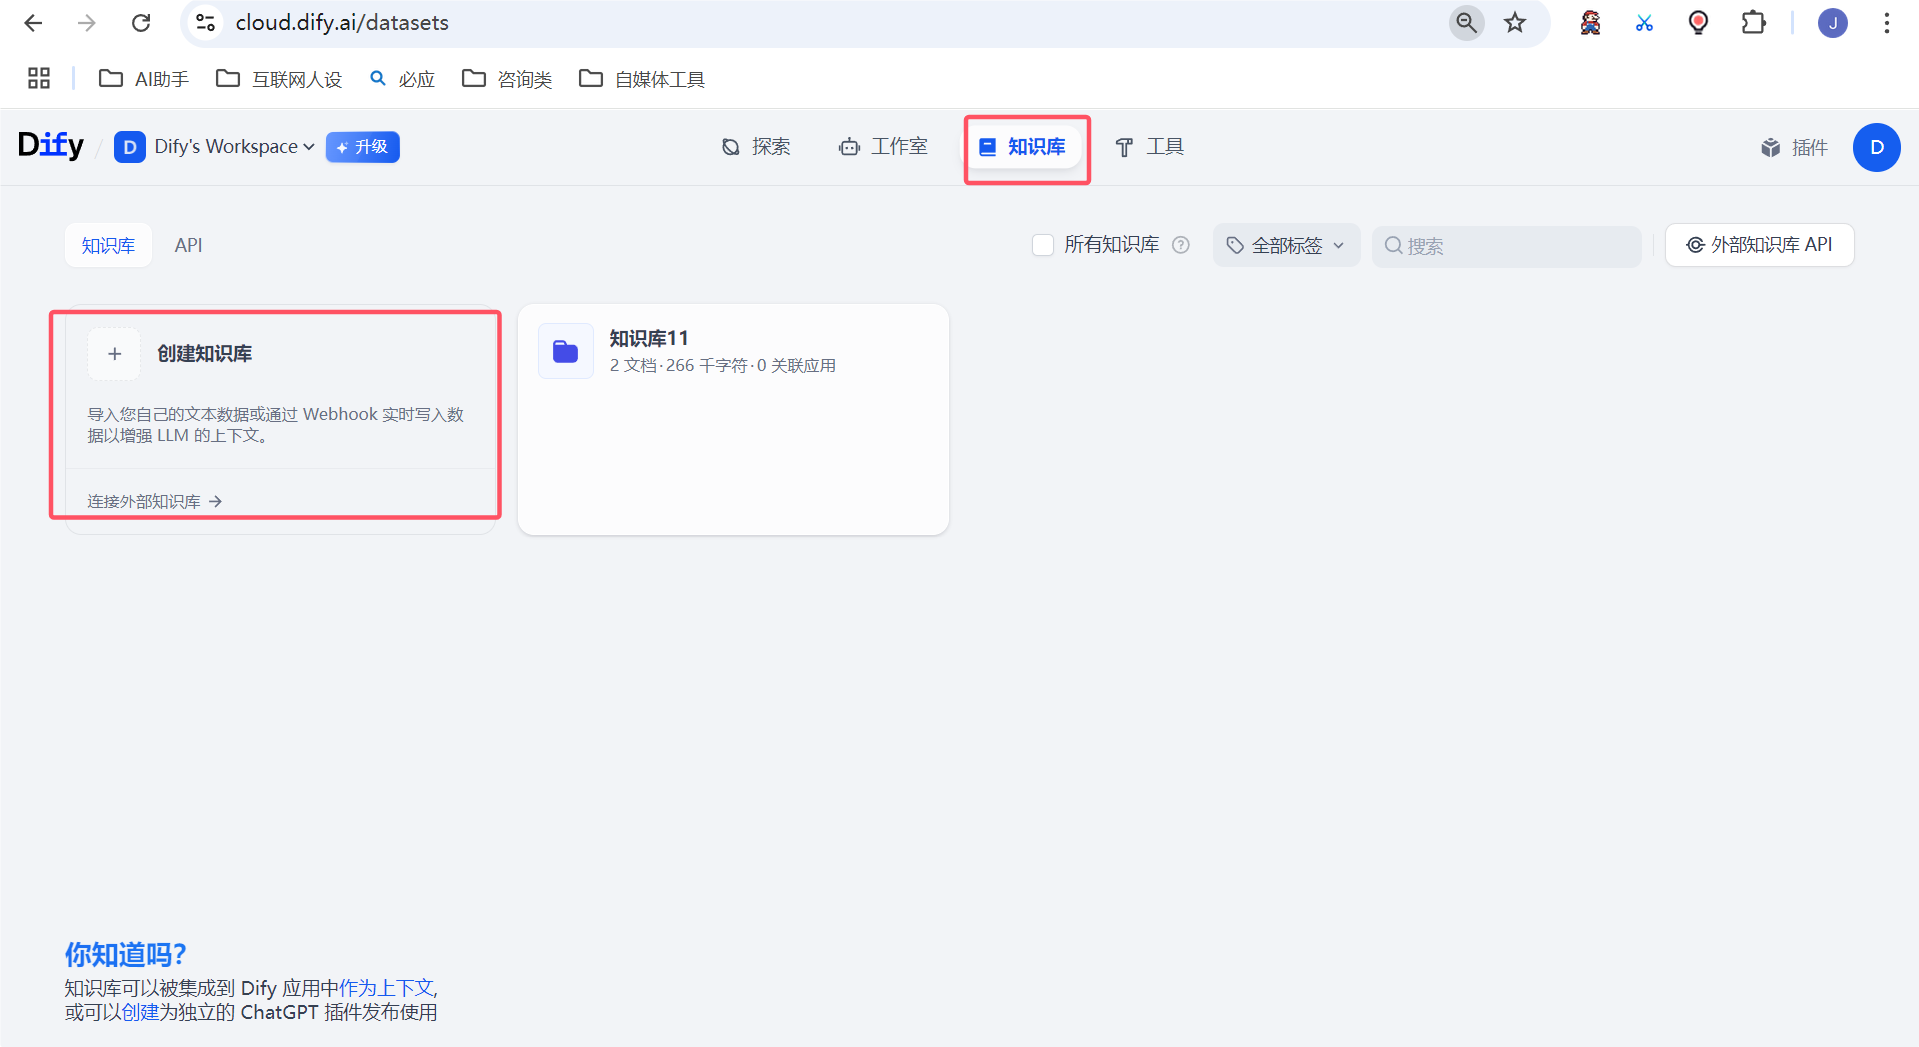 cloud.dify.ai/datasets
J
AI助手
互联网人设
必应
咨询类
自媒体工具
Dify / D Dify's Workspace 升级
探索
工作室
知识库
工具
插件
D
知识库
API
所有知识库
全部标签
搜索
外部知识库 API
创建知识库
导入您自己的文本数据或通过 Webhook 实时写入数
据以增强 LLM 的上下文。
连接外部知识库 →
知识库11
2 文档·266 千字符·0 关联应用
你知道吗?
知识库可以被集成到 Dify 应用中作为上下文,
或可以创建为独立的 ChatGPT 插件发布使用